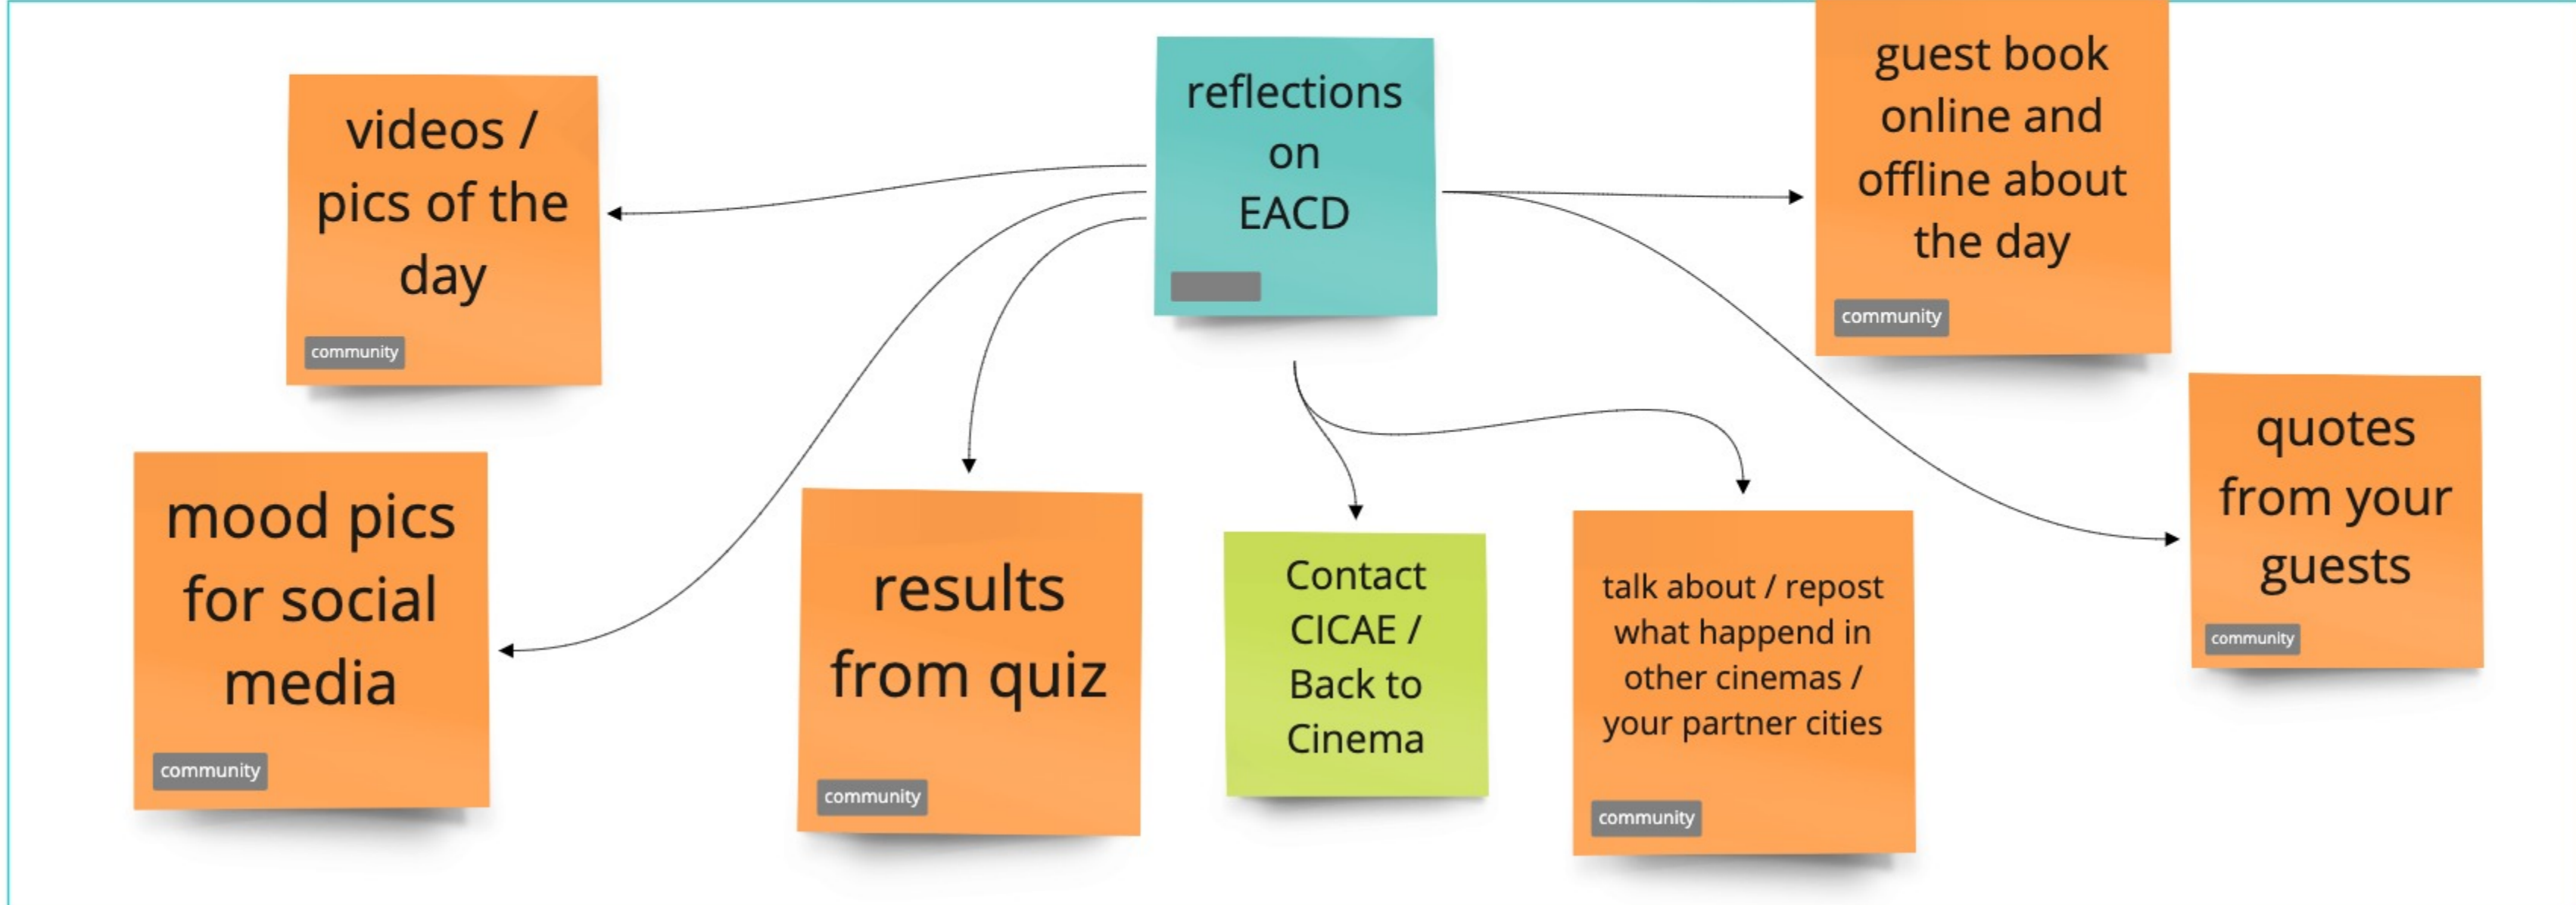 reflections
on
EACD
videos /
pics of the
day
community
guest book
online and
offline about
the day
community
mood pics
for social
media
community
results
from quiz
community
Contact
CICAE /
Back to
Cinema
talk about / repost
what happend in
other cinemas /
your partner cities
community
quotes
from your
guests
community